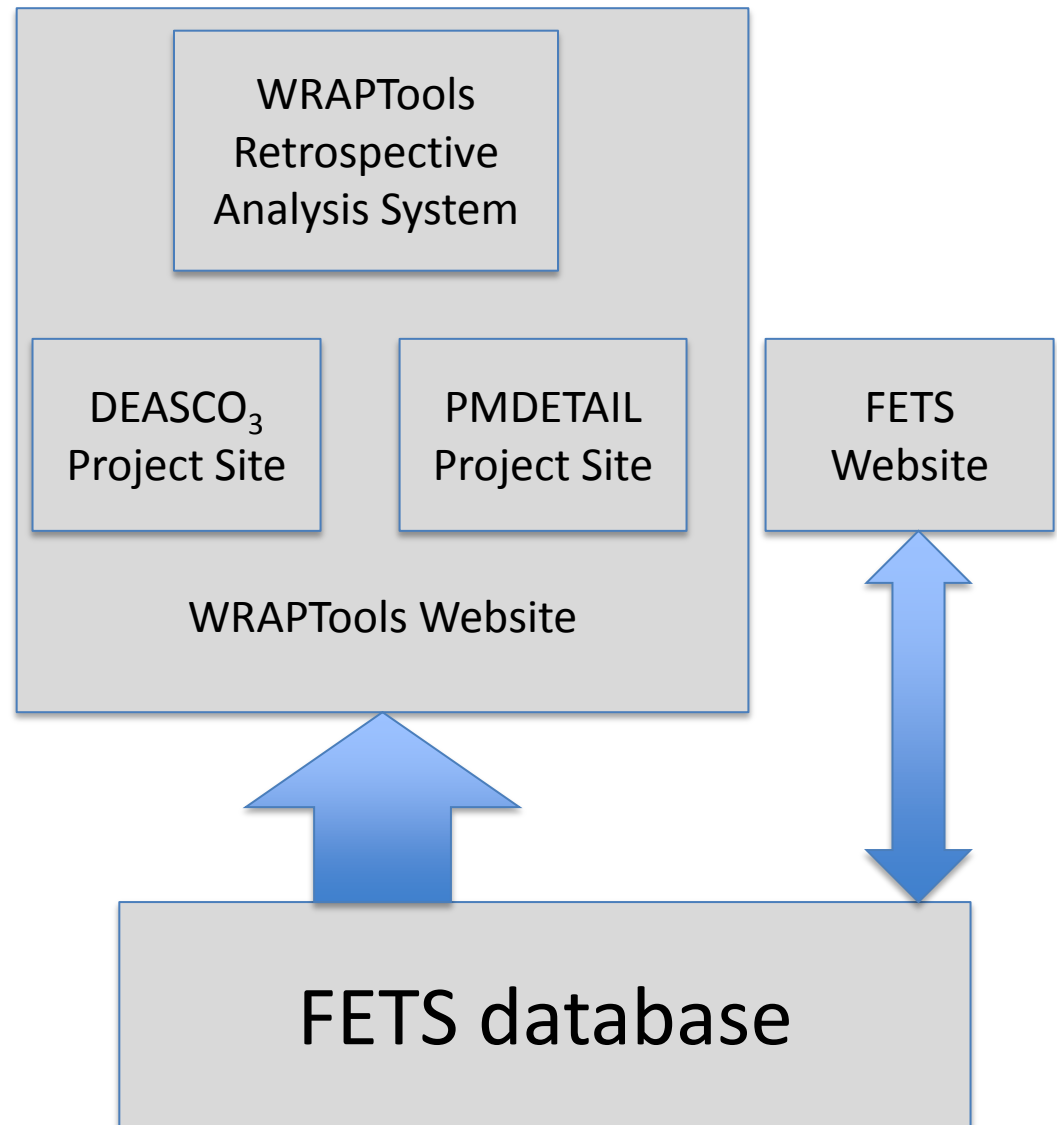 WRAPTools
Retrospective
Analysis System
DEASCO₃
Project Site
PMDETAIL
Project Site
FETS
Website
WRAPTools Website
FETS database